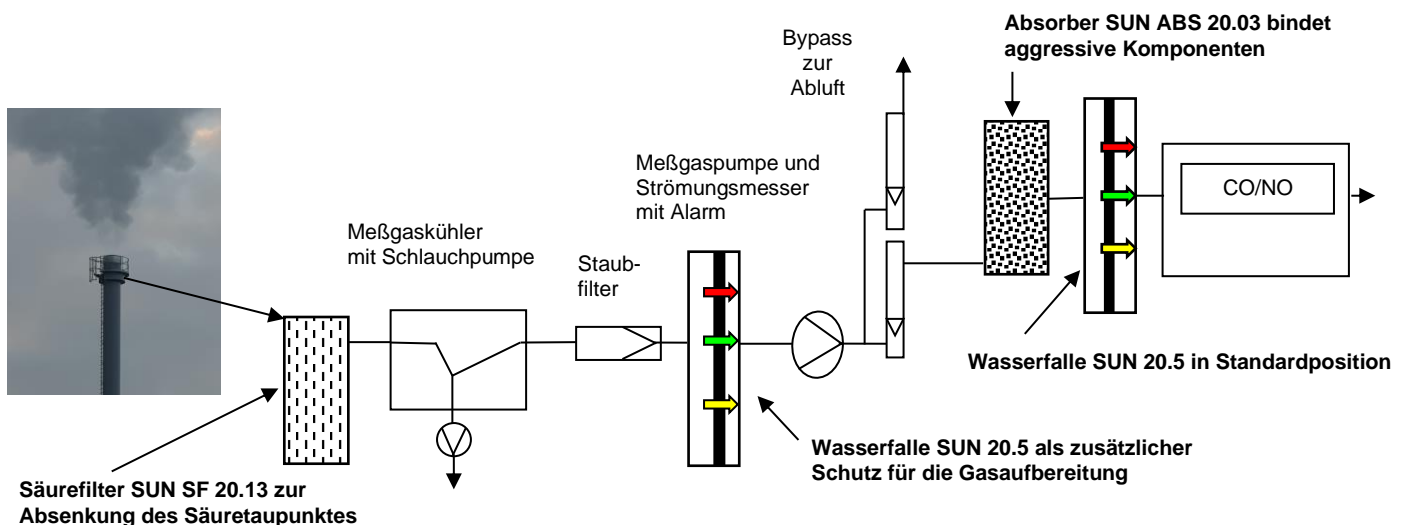 Absorber SUN ABS 20.03 bindet
aggressive Komponenten
Bypass
zur
Abluft
Meßgaspumpe und
Strömungsmesser
mit Alarm
CO/NO
Meßgaskühler
mit Schlauchpumpe
Staub-
filter
Wasserfalle SUN 20.5 in Standardposition
Wasserfalle SUN 20.5 als zusätzlicher
Schutz für die Gasaufbereitung
Säurefilter SUN SF 20.13 zur
Absenkung des Säuretaupunktes